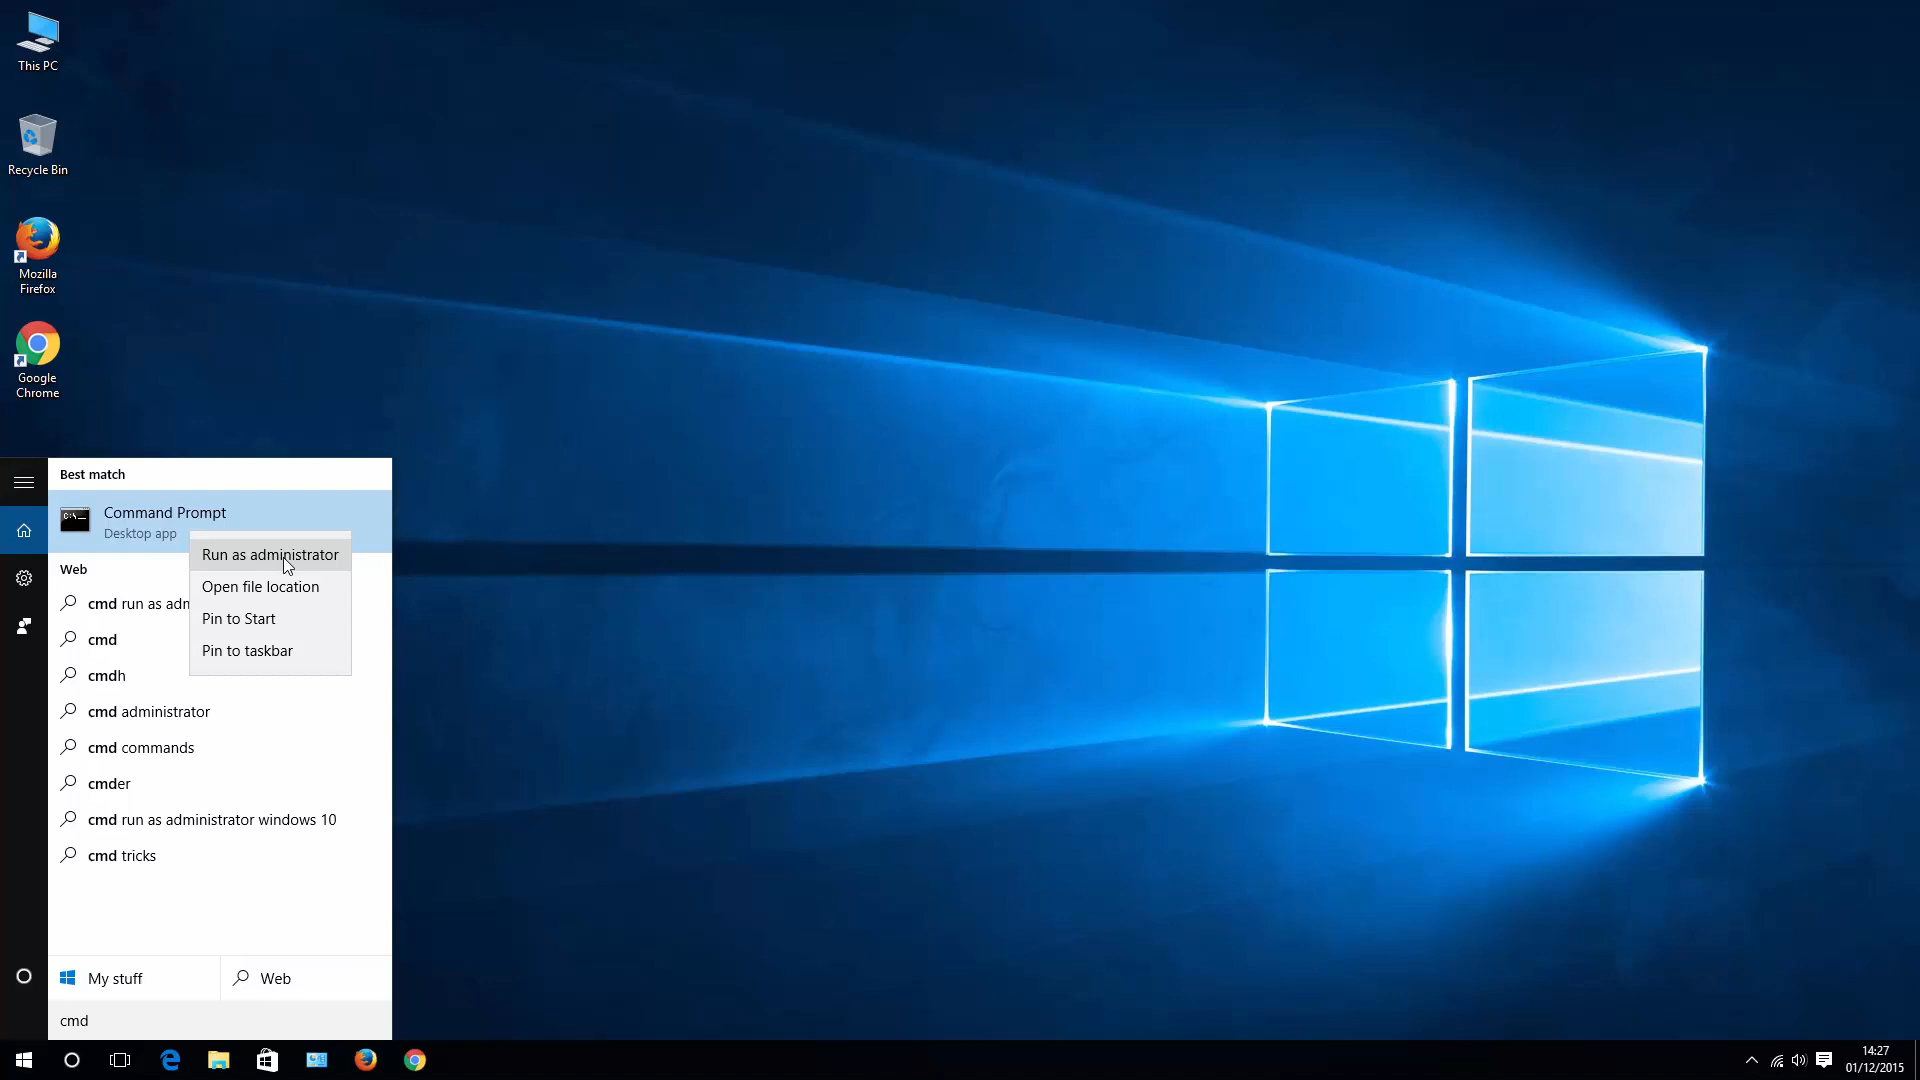 This PC
Recycle Bin
Mozilla
Firefox
Google
Chrome
Best match
C:\
Command Prompt
Desktop app
Run as administrator
Open file location
Pin to Start
Pin to taskbar
Web
cmd run as adm
cmd
cmdh
cmd administrator
cmd commands
cmder
cmd run as administrator windows 10
cmd tricks
My stuff
Web
cmd
14:27
01/12/2015